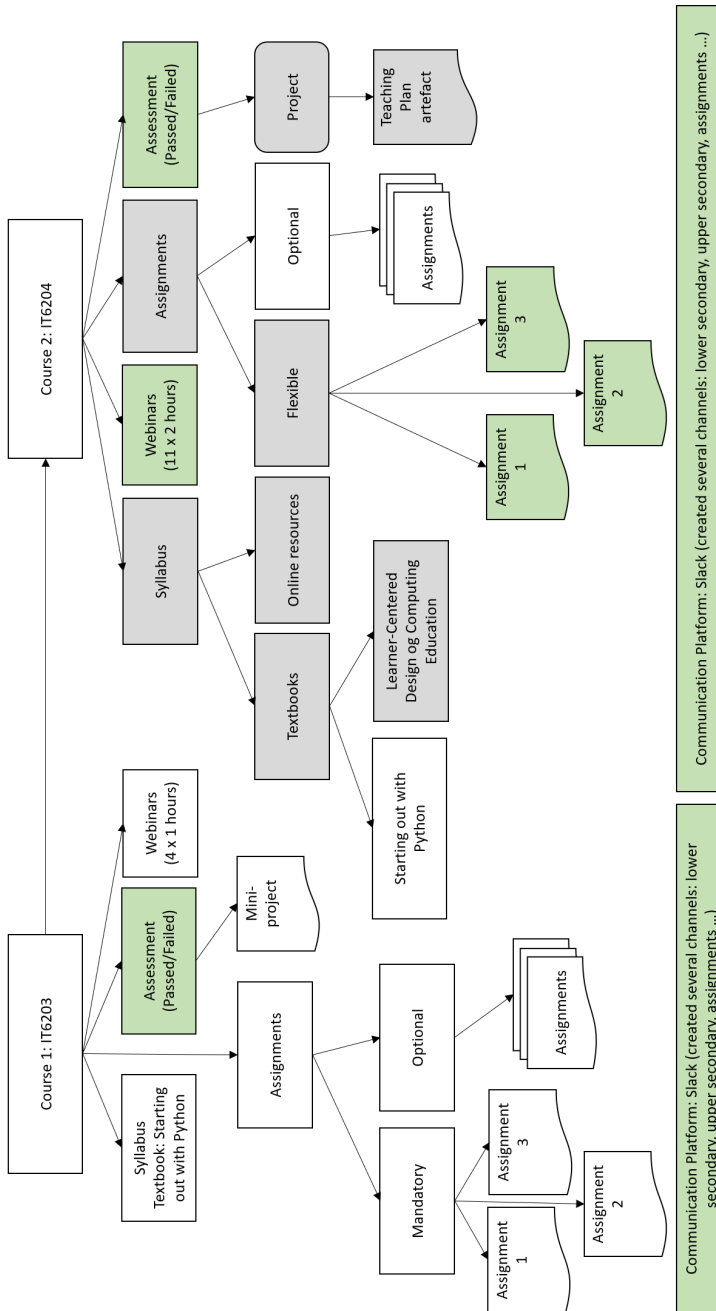 Course 1: IT6203
Course 2: IT6204
Syllabus
Textbook: Starting
out with Python
Assessment
(Passed/Failed)
Webinars
(4 x 1 hours)
Mini-
project
Assignments
Mandatory
Optional
Assignment
1
Assignment
2
Assignment
3
Assignments
Syllabus
Webinars
(11 x 2 hours)
Assignments
Assessment
(Passed/Failed)
Textbooks
Online resources
Flexible
Optional
Project
Starting out with
Python
Learner-Centered
Design og Computing
Education
Assignment
1
Assignment
2
Assignment
3
Assignments
Teaching
Plan
artefact
Communication Platform: Slack (created several channels: lower
secondary, upper secondary, assignments ...)
Communication Platform: Slack (created several channels: lower secondary, upper secondary, assignments ...)